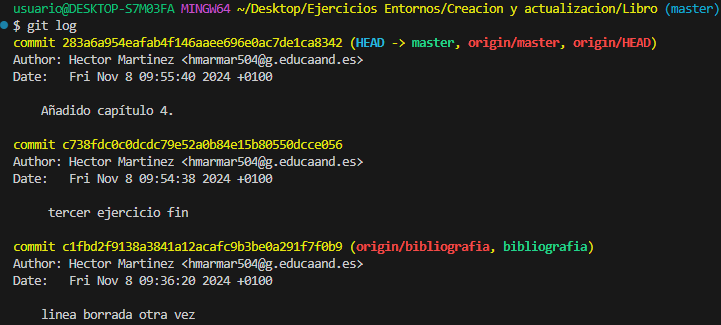 usuario@DESKTOP-S7M03FA MINGW64 ~/Desktop/Ejercicios Entornos/Creacion y actualizacion/Libro (master)
$ git log
commit 283a6a954eafab4f146aaee696e0ac7de1ca8342 (HEAD -> master, origin/master, origin/HEAD)
Author: Hector Martinez <hmarmar504@g.educaand.es>
Date:   Fri Nov 8 09:55:40 2024 +0100
Añadido capítulo 4.
commit c738fdc0c0dcdc79e52a0b84e15b80550dcce056
Author: Hector Martinez <hmarmar504@g.educaand.es>
Date:   Fri Nov 8 09:54:38 2024 +0100
tercer ejercicio fin
commit c1fbd2f9138a3841a12acafc9b3be0a291f7f0b9 (origin/bibliografia, bibliografia)
Author: Hector Martinez <hmarmar504@g.educaand.es>
Date:   Fri Nov 8 09:36:20 2024 +0100
linea borrada otra vez